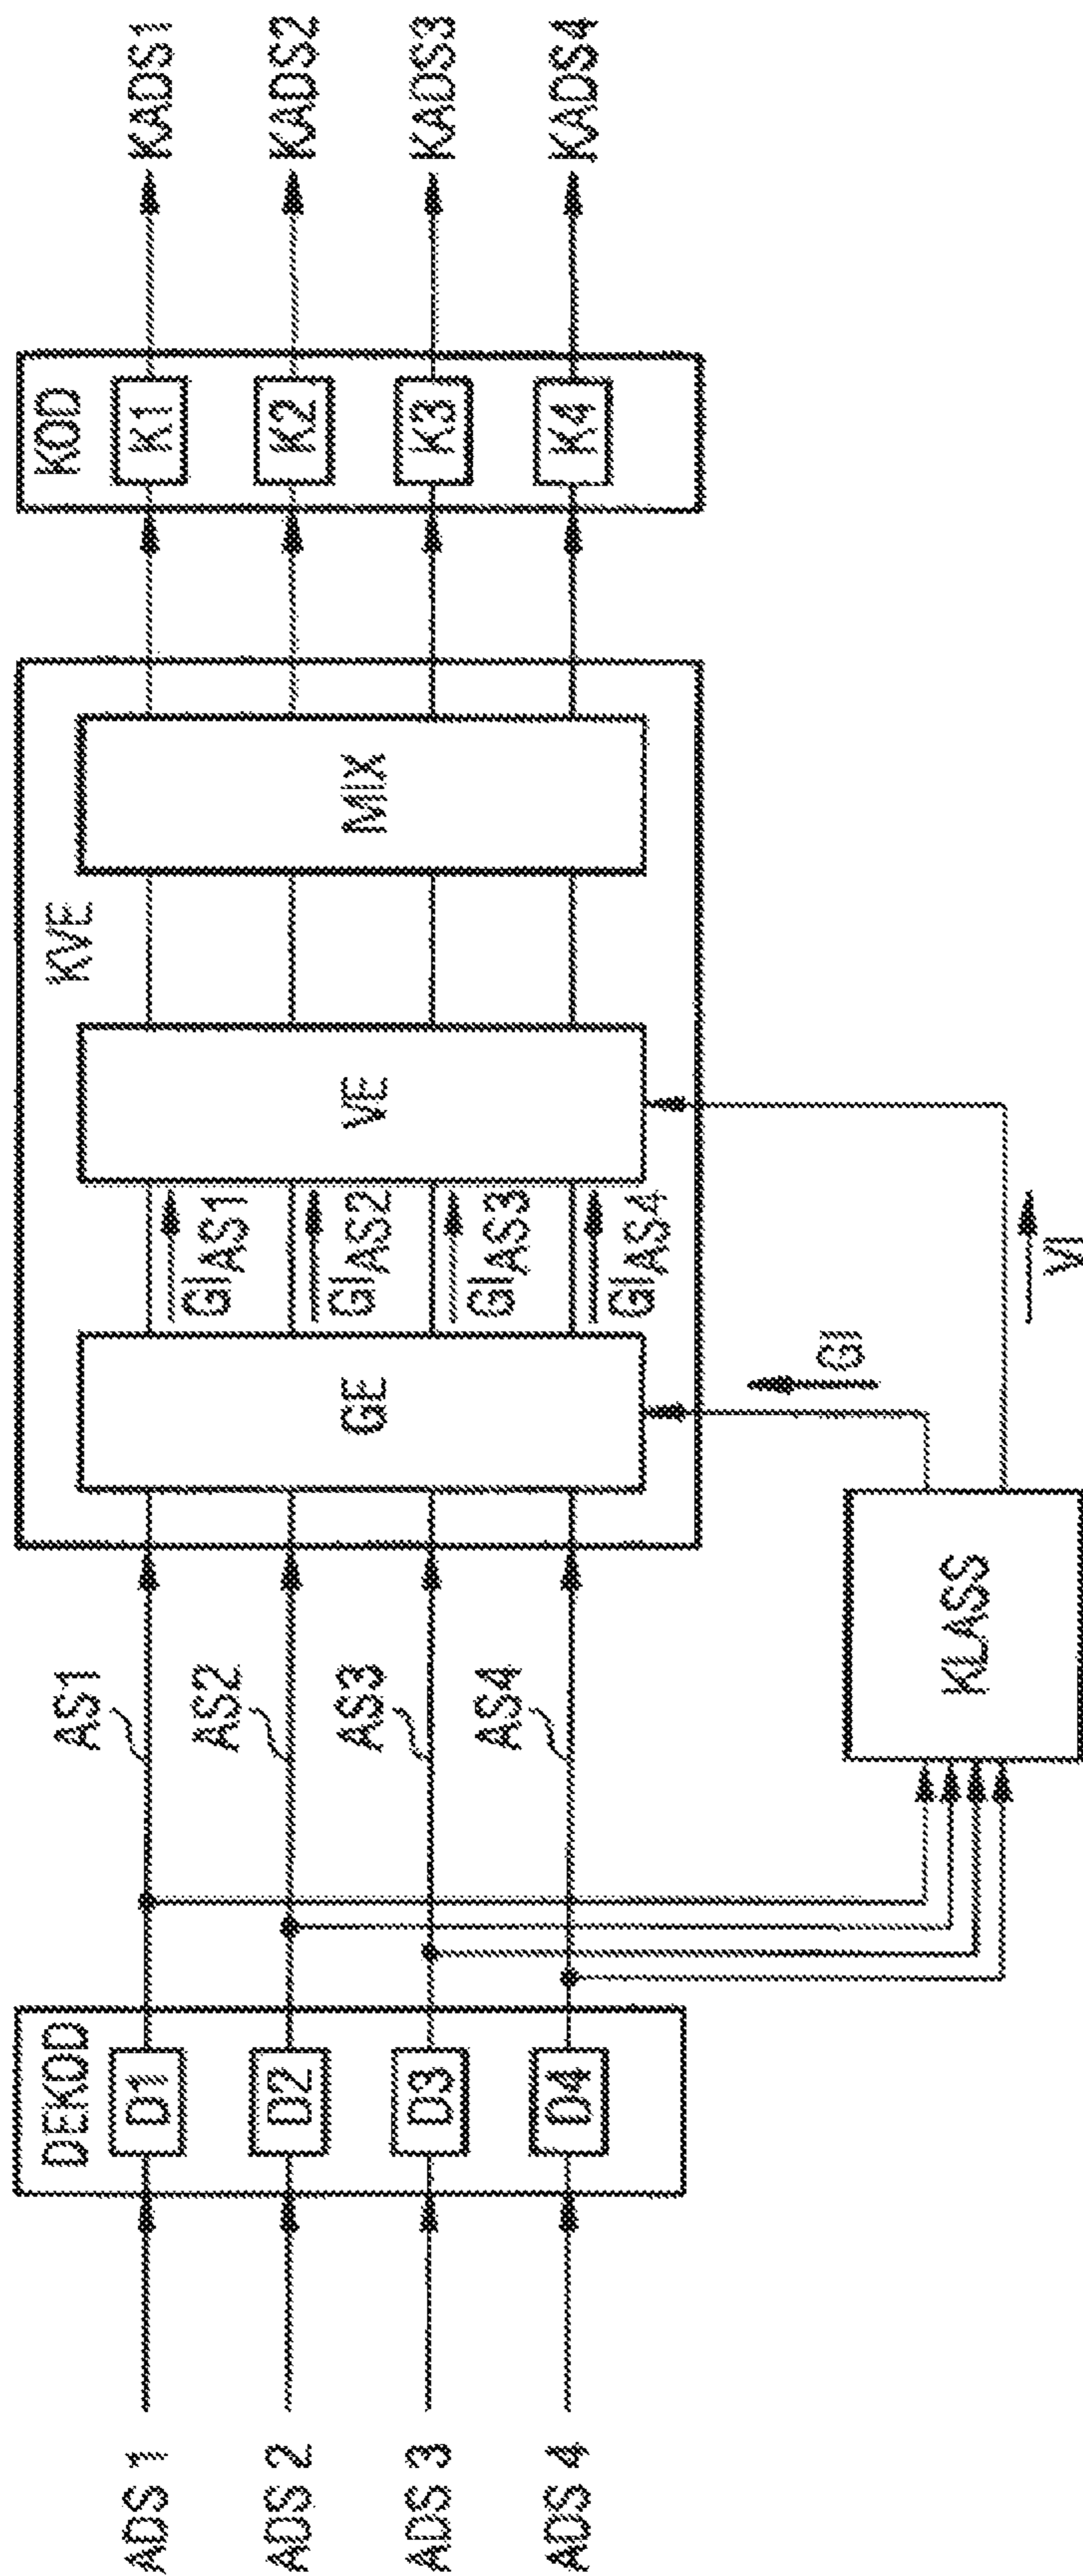 ADS 1
ADS 2
ADS 3
ADS 4
DEKOD
D1
D2
D3
D4
AS1
AS2
AS3
AS4
KLASS
GI
VI
KVE
GE
GIAS1
GIAS2
GIAS3
GIAS4
VE
MIX
KOD
K1
K2
K3
K4
KADS1
KADS2
KADS3
KADS4